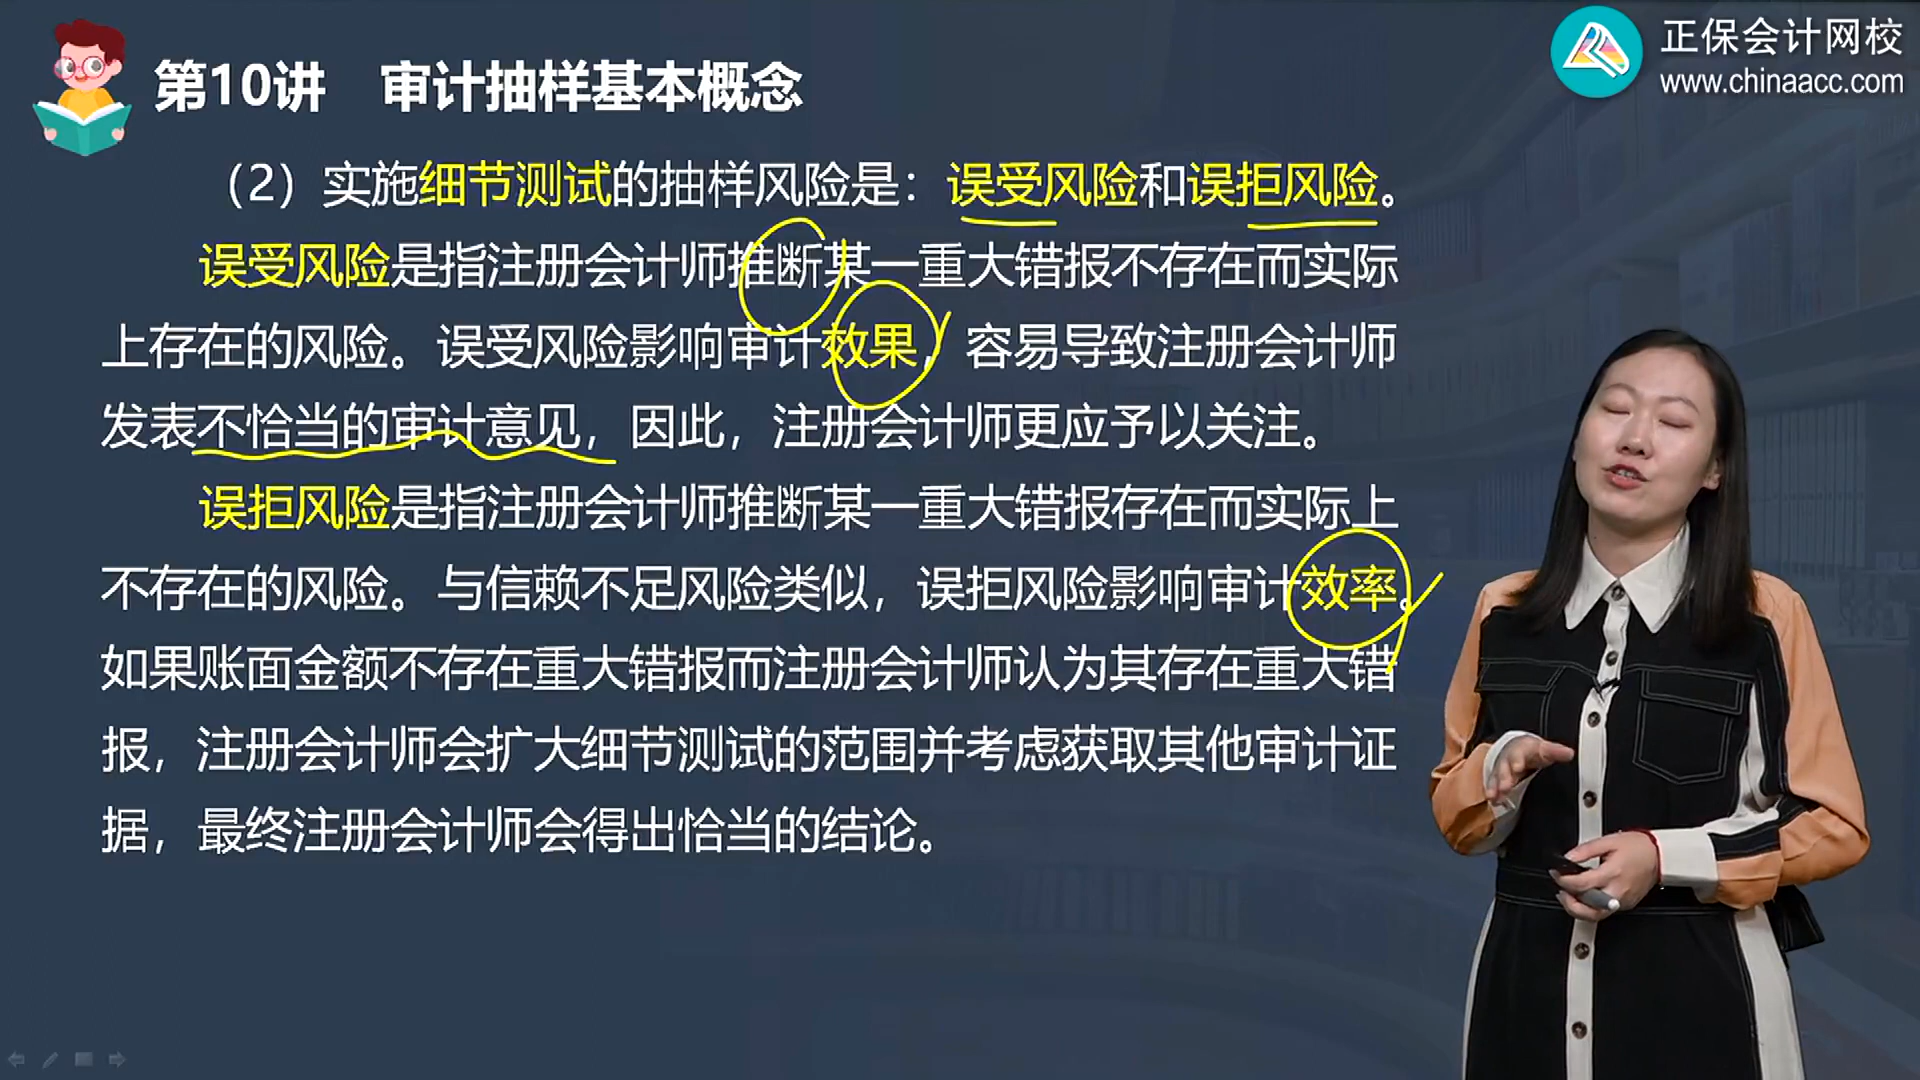 正保会计网校
www.chinaacc.com
第10讲 审计抽样基本概念
（2）实施细节测试的抽样风险是：误受风险和误拒风险。
误受风险是指注册会计师推断某一重大错报不存在而实际
上存在的风险。误受风险影响审计效果，容易导致注册会计师
发表不恰当的审计意见，因此，注册会计师更应予以关注。
误拒风险是指注册会计师推断某一重大错报存在而实际上
不存在的风险。与信赖不足风险类似，误拒风险影响审计效率。
如果账面金额不存在重大错报而注册会计师认为其存在重大错
报，注册会计师会扩大细节测试的范围并考虑获取其他审计证
据，最终注册会计师会得出恰当的结论。